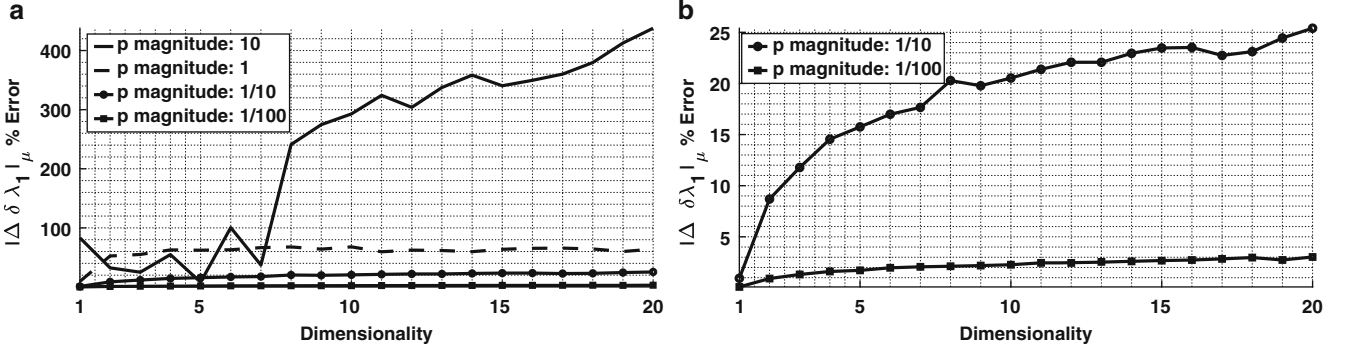 a
|Δ δ λ1 |μ % Error
400
300
200
100
p magnitude: 10
p magnitude: 1
p magnitude: 1/10
p magnitude: 1/100
1 5 10 15 20
Dimensionality
b
|Δ δ λ1 |μ % Error
25
20
15
10
5
p magnitude: 1/10
p magnitude: 1/100
1 5 10 15 20
Dimensionality